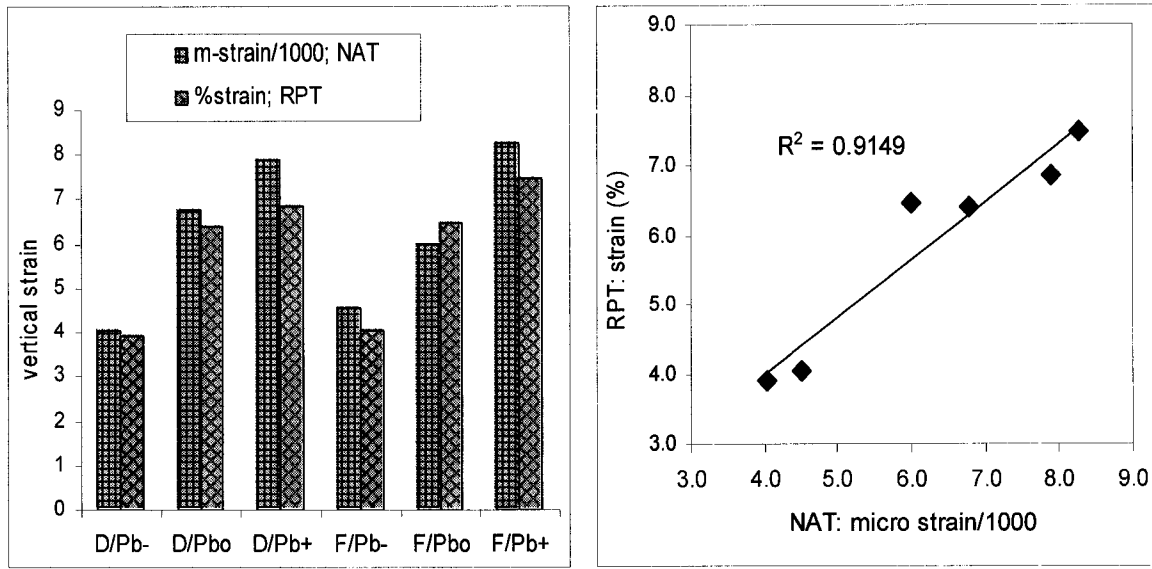 m-strain/1000; NAT
%strain; RPT
vertical strain
9
8
7
6
5
4
3
2
1
0
D/Pb- D/Pbo D/Pb+ F/Pb- F/Pbo F/Pb+
RPT: strain (%)
9.0
8.0
7.0
6.0
5.0
4.0
3.0
R² = 0.9149
3.0 4.0 5.0 6.0 7.0 8.0 9.0
NAT: micro strain/1000